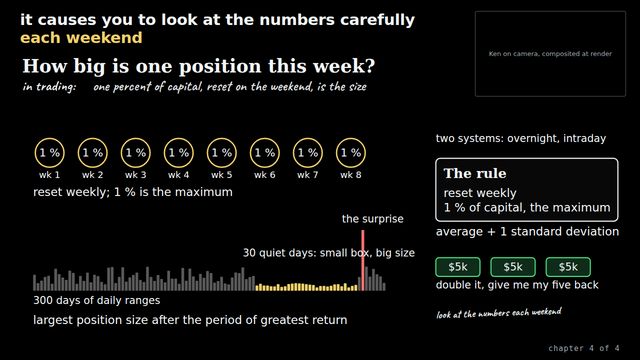 it causes you to look at the numbers carefully
each weekend
How big is one position this week?
in trading: one percent of capital, reset on the weekend, is the size
Ken on camera, composited at render
1 % 1 % 1 % 1 % 1 % 1 % 1 % 1 %
wk 1 wk 2 wk 3 wk 4 wk 5 wk 6 wk 7 wk 8
reset weekly; 1 % is the maximum
the surprise
30 quiet days: small box, big size
300 days of daily ranges
largest position size after the period of greatest return
two systems: overnight, intraday
The rule
reset weekly
1 % of capital, the maximum
average + 1 standard deviation
$5k $5k $5k
double it, give me my five back
look at the numbers each weekend
chapter 4 of 4